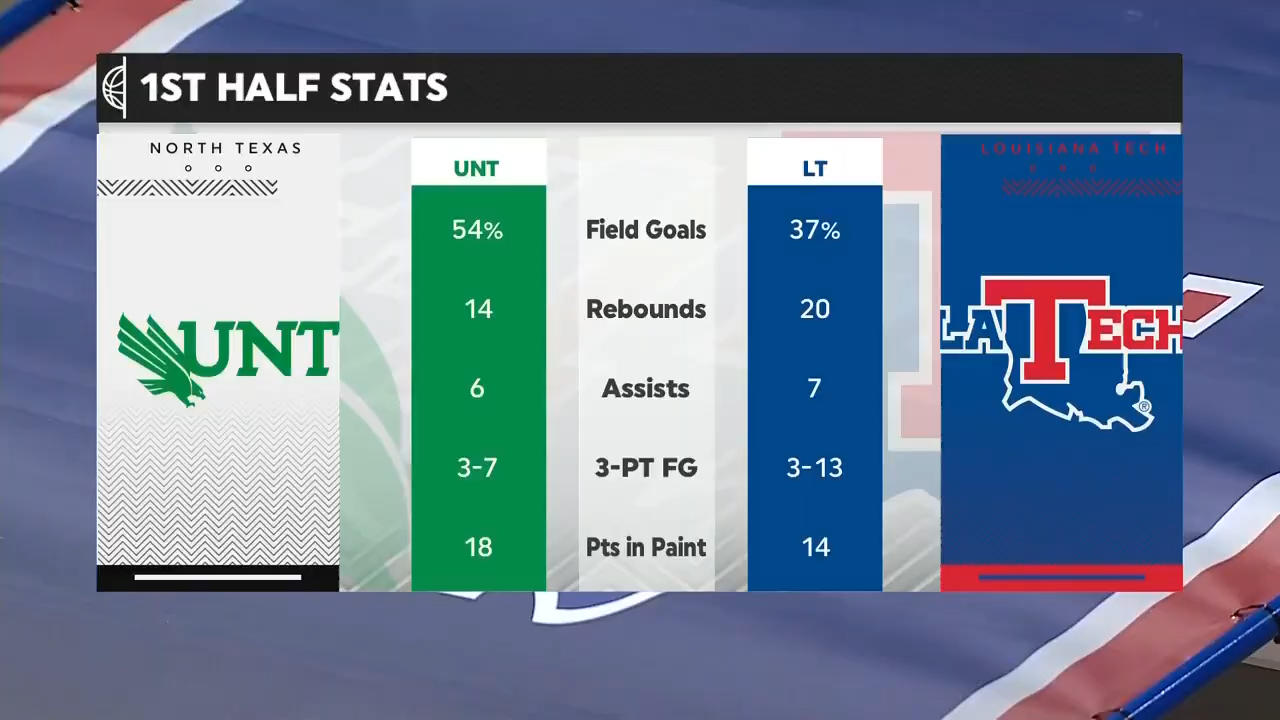 1ST HALF STATS
NORTH TEXAS
UNT
LT
LOUISIANA TECH
54% Field Goals 37%
14 Rebounds 20
6 Assists 7
3-7 3-PT FG 3-13
18 Pts in Paint 14
UNT
LA TECH
®